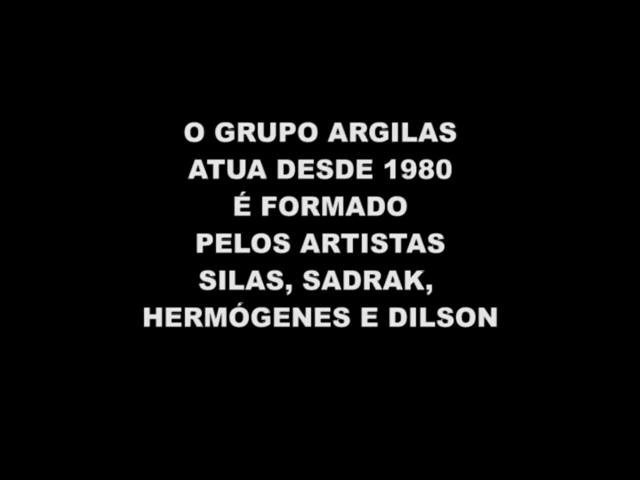 O GRUPO ARGILAS
ATUA DESDE 1980
É FORMADO
PELOS ARTISTAS
SILAS, SADRAK,
HERMÓGENES E DILSON